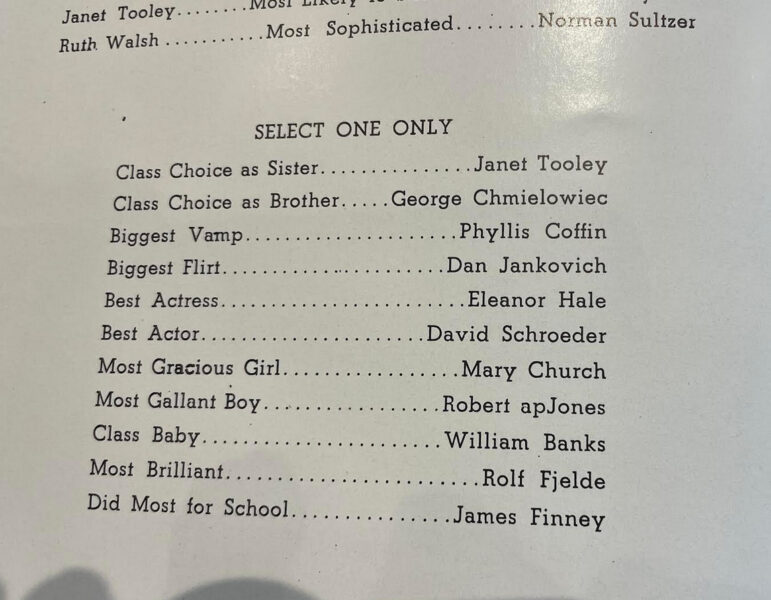 Janet Tooley........Most Likely
Ruth Walsh...........Most Sophisticated........Norman Sultzer
SELECT ONE ONLY
Class Choice as Sister...............Janet Tooley
Class Choice as Brother.....George Chmielowiec
Biggest Vamp.....................Phyllis Coffin
Biggest Flirt......................Dan Jankovich
Best Actress........................Eleanor Hale
Best Actor......................David Schroeder
Most Gracious Girl.................Mary Church
Most Gallant Boy.................Robert apJones
Class Baby........................William Banks
Most Brilliant.........................Rolf Fjelde
Did Most for School...............James Finney